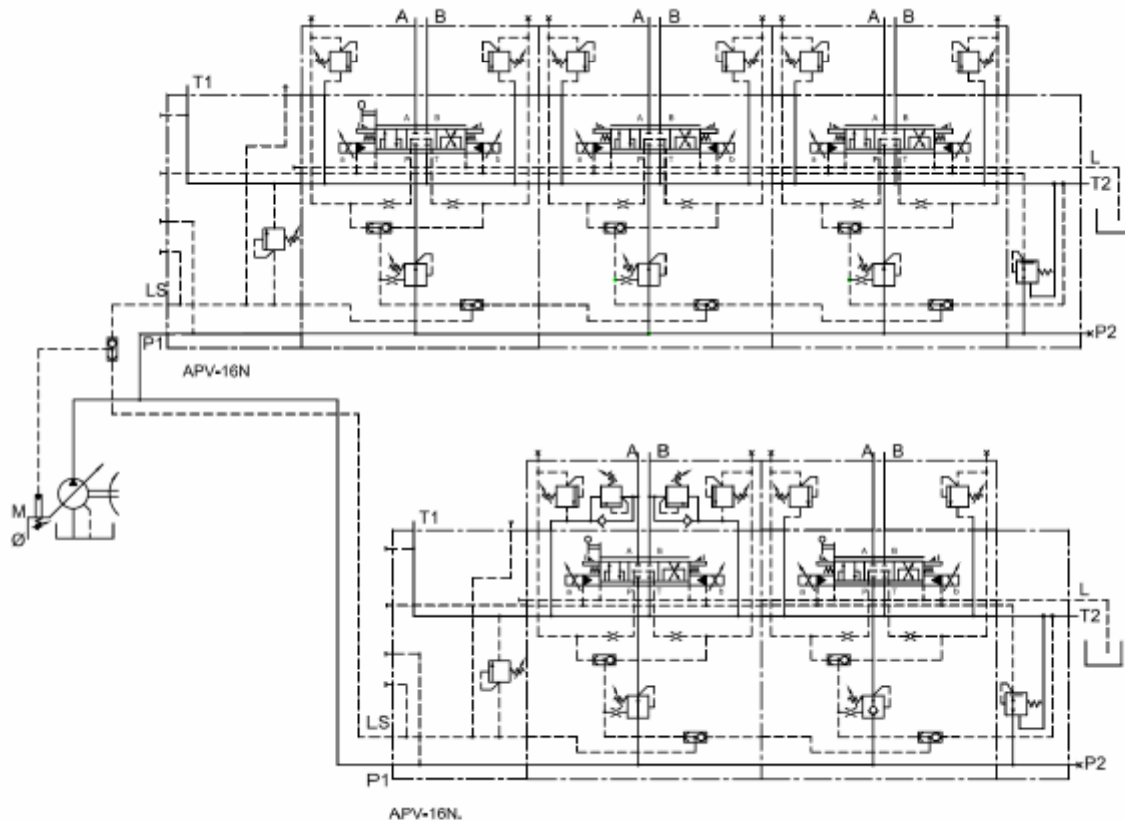 A B A B A B
T1
A B A B A B
L
T2
a P T b a P T b a P T b
LS
P1
P2
APV-16N
A B A B
M
Ø
T1
A B A B
L
T2
a P T b a P T b
LS
P1
P2
APV-16N.